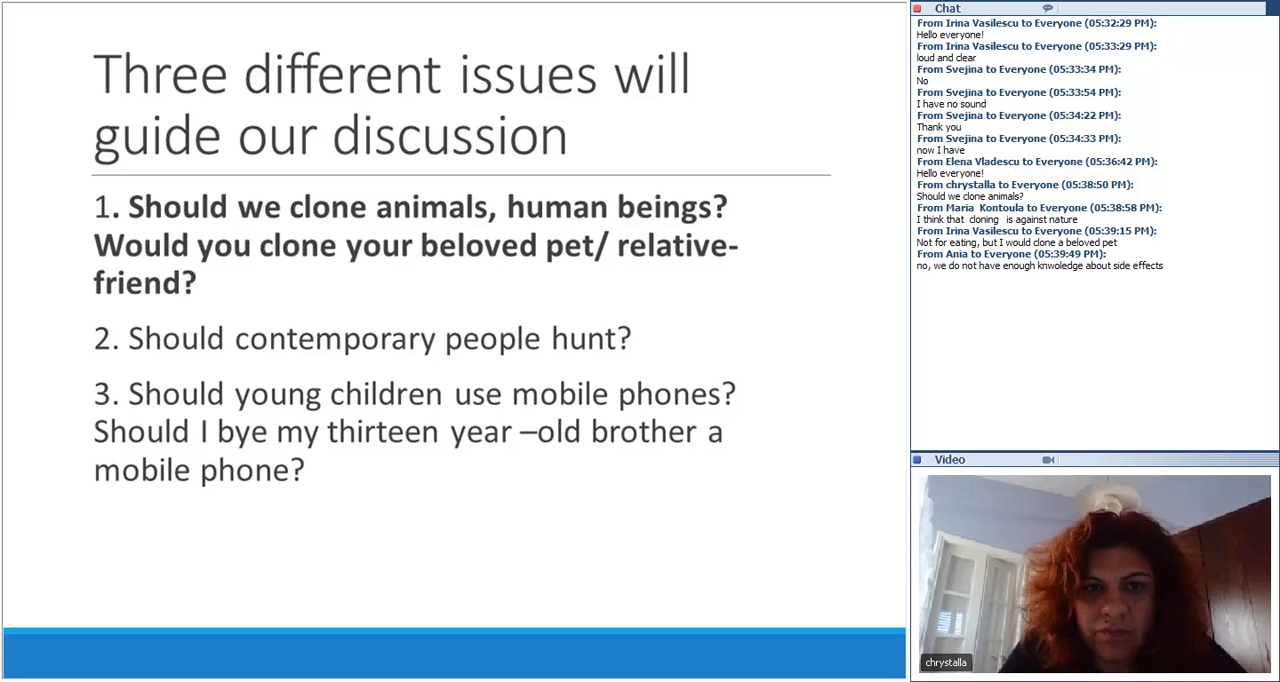 Three different issues will
guide our discussion
1. Should we clone animals, human beings?
Would you clone your beloved pet/ relative-
friend?
2. Should contemporary people hunt?
3. Should young children use mobile phones?
Should I bye my thirteen year –old brother a
mobile phone?
Chat
From Irina Vasilescu to Everyone (05:32:29 PM):
Hello everyone!
From Irina Vasilescu to Everyone (05:33:29 PM):
loud and clear
From Svejina to Everyone (05:33:34 PM):
No
From Svejina to Everyone (05:33:54 PM):
I have no sound
From Svejina to Everyone (05:34:22 PM):
Thank you
From Svejina to Everyone (05:34:33 PM):
now I have
From Elena Vladescu to Everyone (05:36:42 PM):
Hello everyone!
From chrystalla to Everyone (05:38:50 PM):
Should we clone animals?
From Maria Kontoula to Everyone (05:38:58 PM):
I think that cloning is against nature
From Irina Vasilescu to Everyone (05:39:15 PM):
Not for eating, but I would clone a beloved pet
From Ania to Everyone (05:39:49 PM):
no, we do not have enough knwoledge about side effects
Video
chrystalla